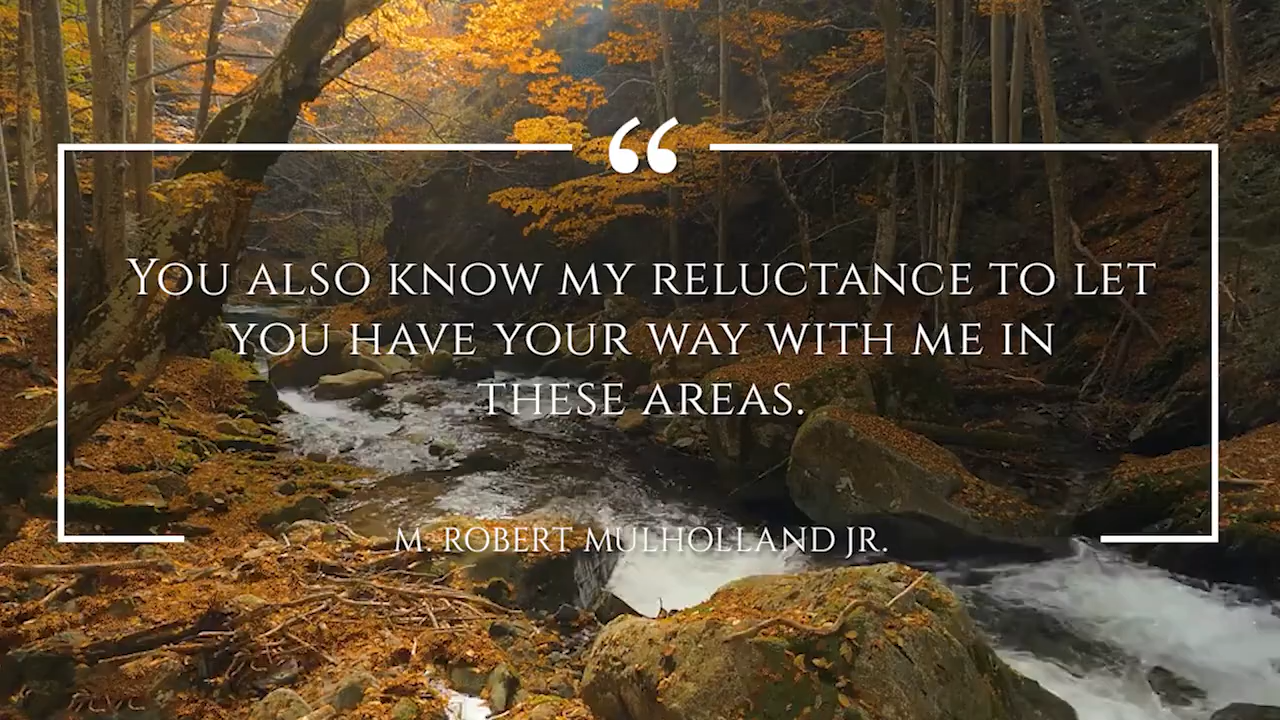 “
You also know my reluctance to let
you have your way with me in
these areas.
M. Robert Mulholland Jr.